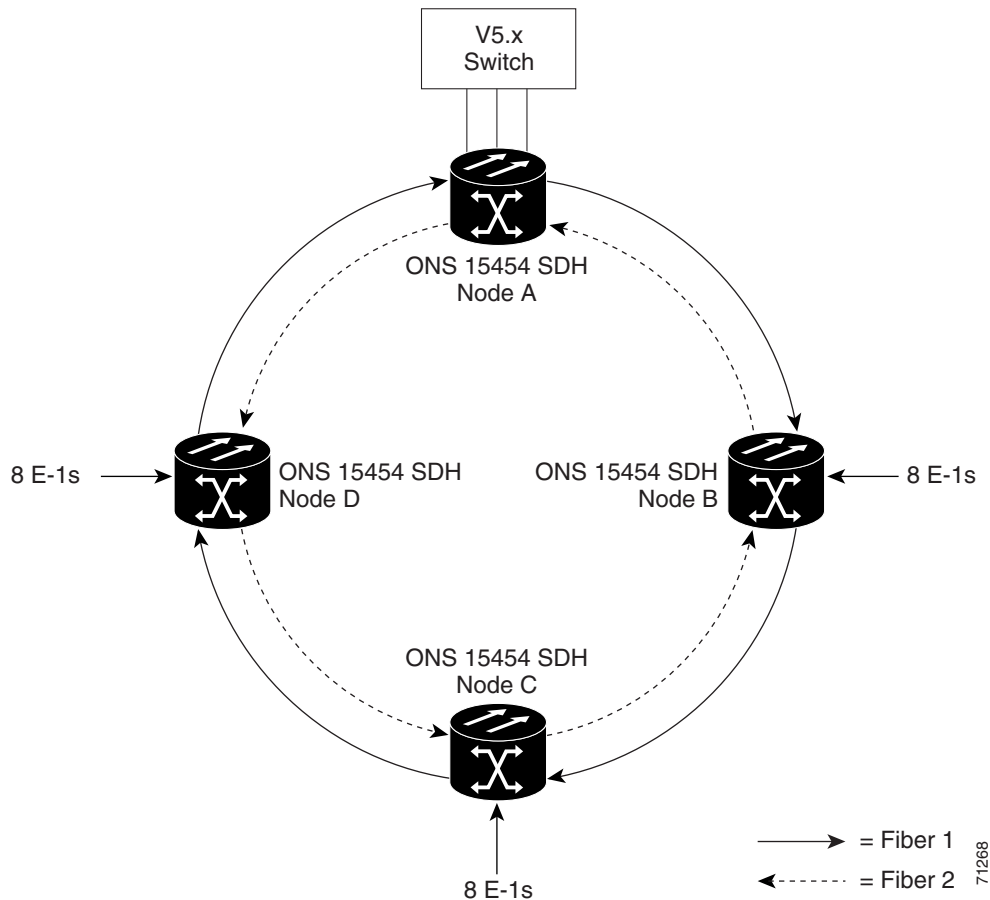 V5.x
Switch
ONS 15454 SDH
Node A
8 E-1s
ONS 15454 SDH
Node D
ONS 15454 SDH
Node B
8 E-1s
ONS 15454 SDH
Node C
8 E-1s
= Fiber 1
= Fiber 2
71268